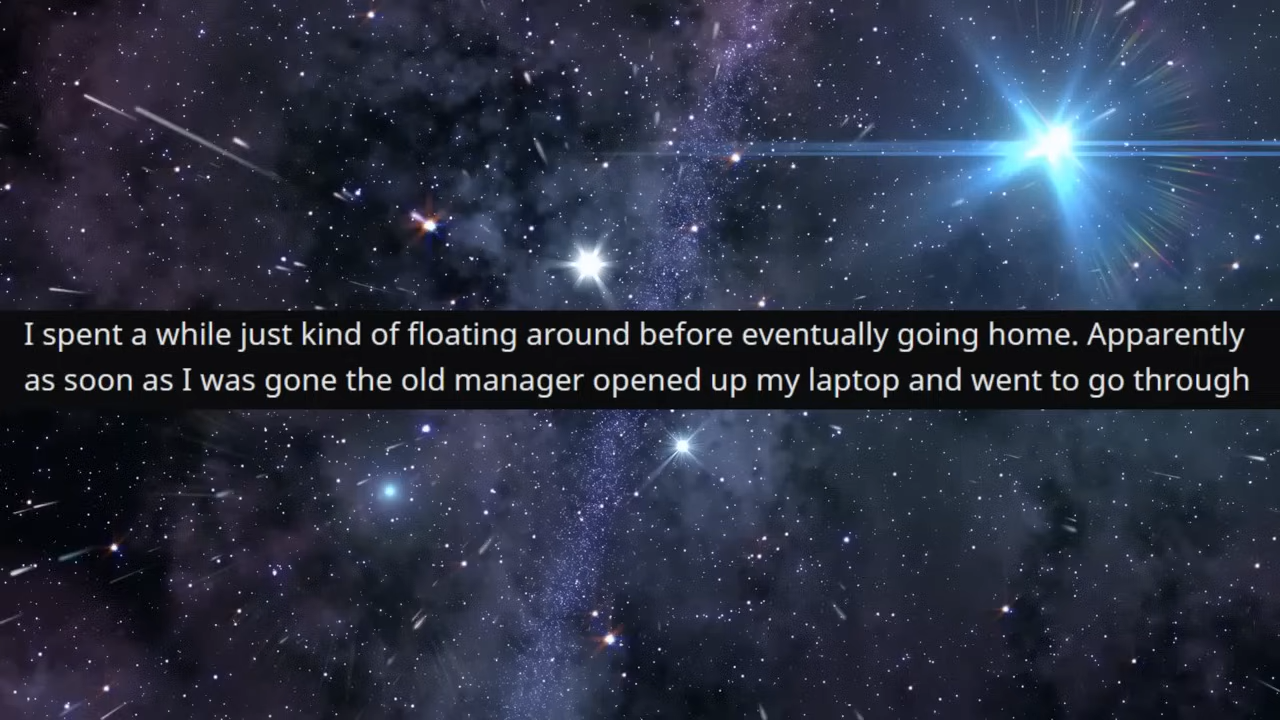 I spent a while just kind of floating around before eventually going home. Apparently
as soon as I was gone the old manager opened up my laptop and went to go through